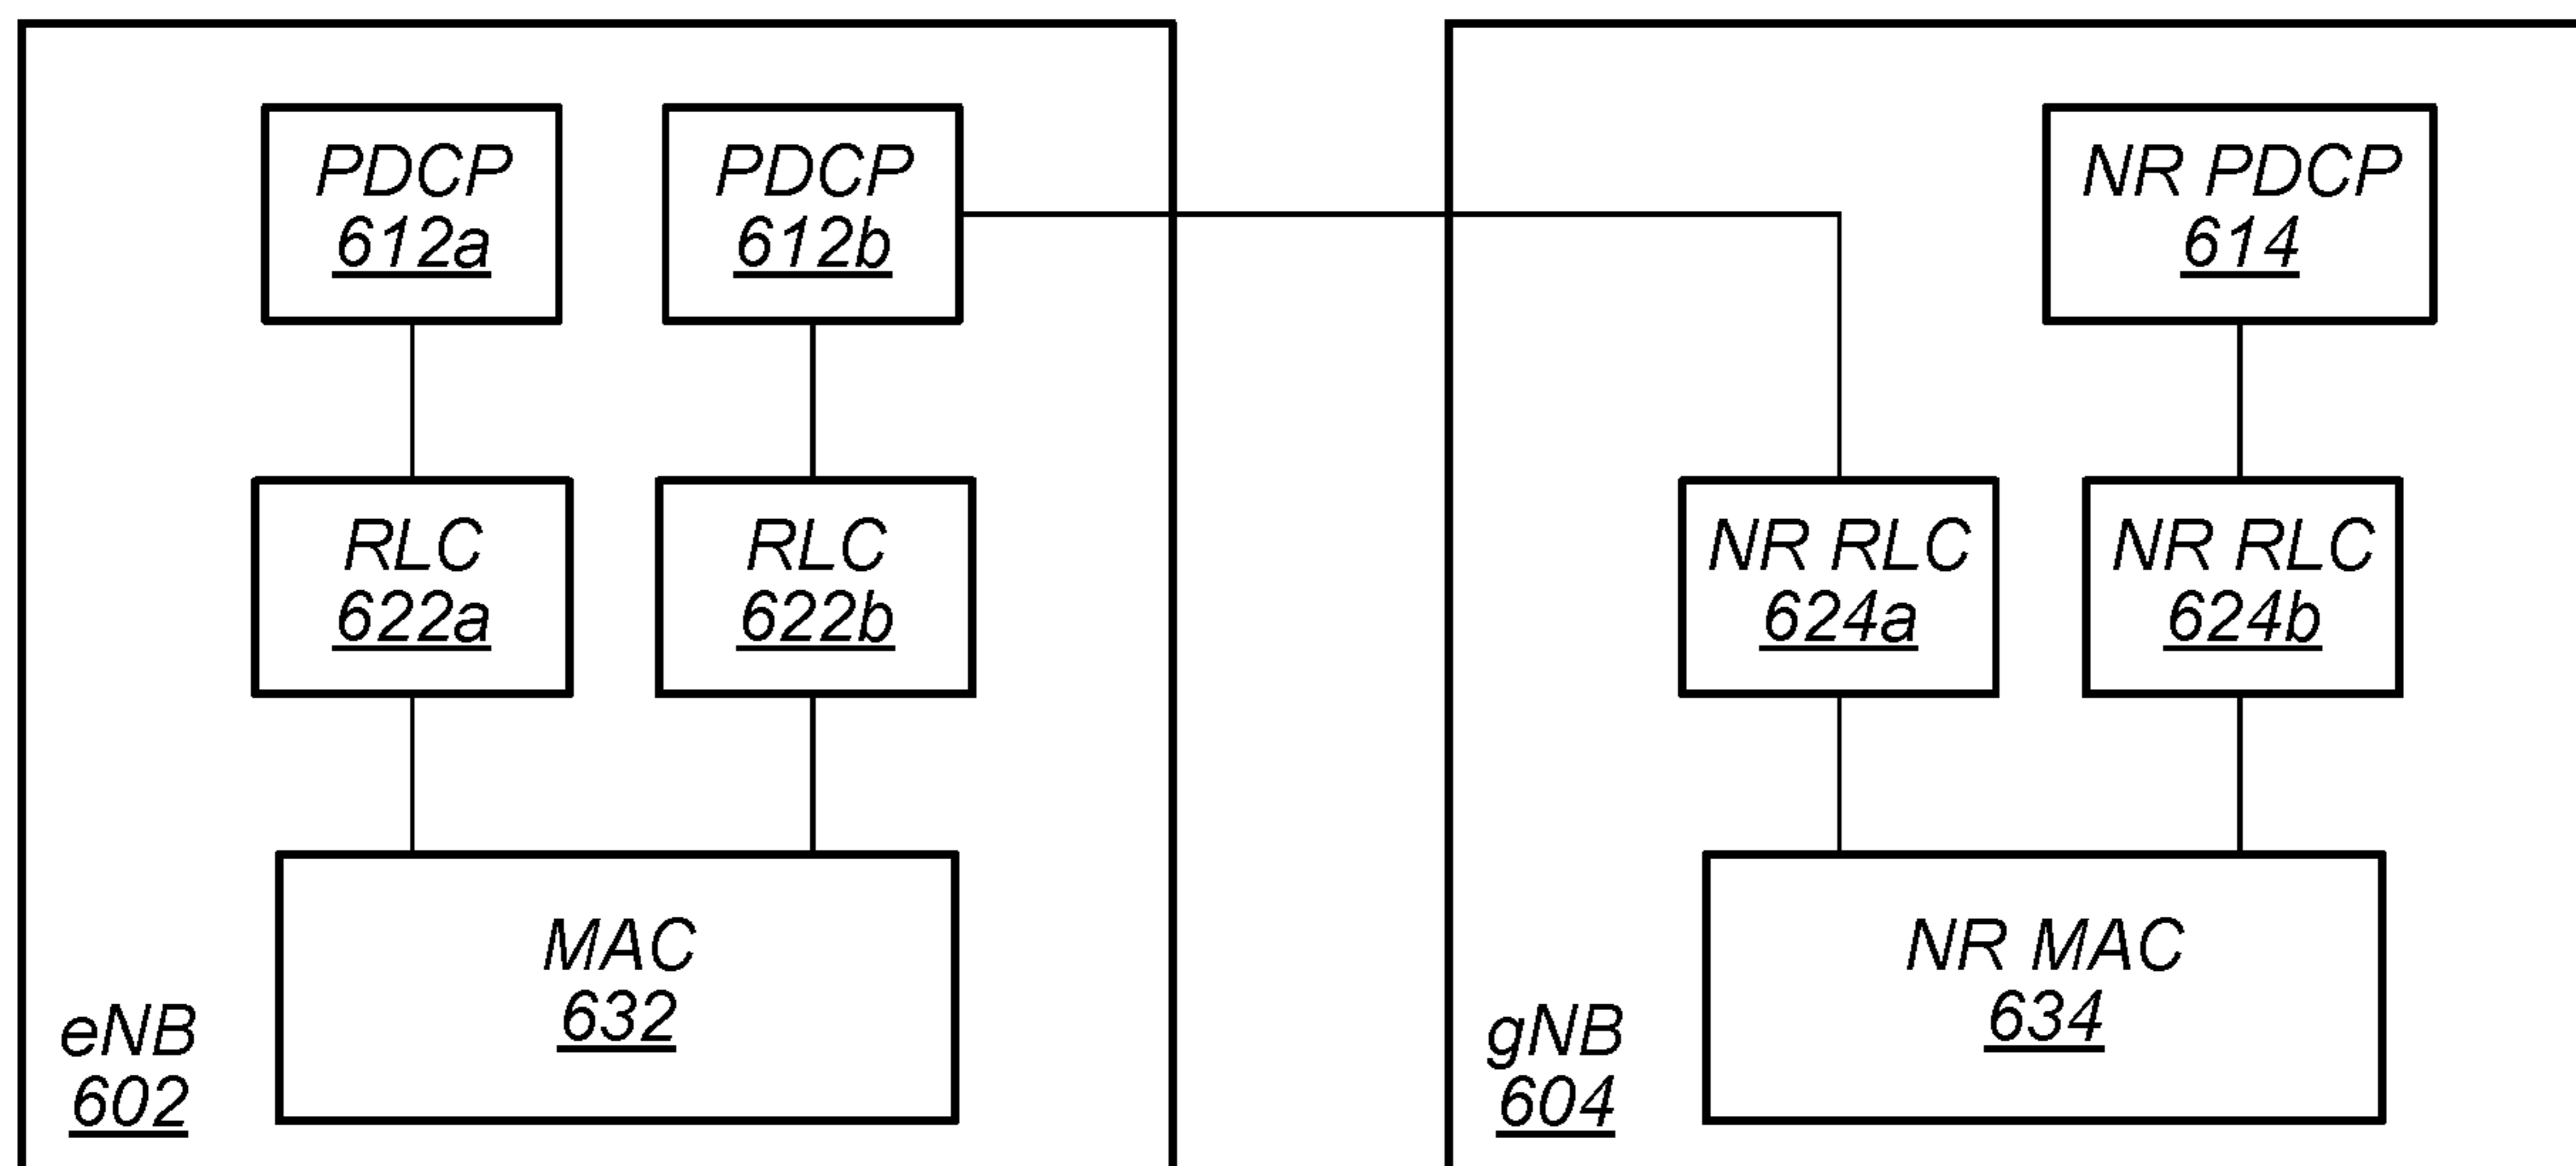 PDCP
612a
PDCP
612b
NR PDCP
614
RLC
622a
RLC
622b
NR RLC
624a
NR RLC
624b
MAC
632
NR MAC
634
eNB
602
gNB
604